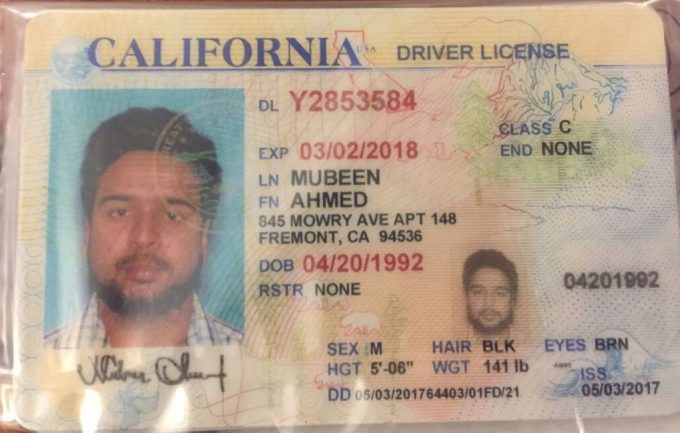 CALIFORNIA USA DRIVER LICENSE
DL Y2853584
CLASS C
EXP 03/02/2018
END NONE
LN MUBEEN
FN AHMED
845 MOWRY AVE APT 148
FREMONT, CA 94536
DOB 04/20/1992
RSTR NONE
04201992
SEX M HAIR BLK EYES BRN
HGT 5'-06" WGT 141 lb
ISS
DD 05/03/201764403/01FD/21
05/03/2017